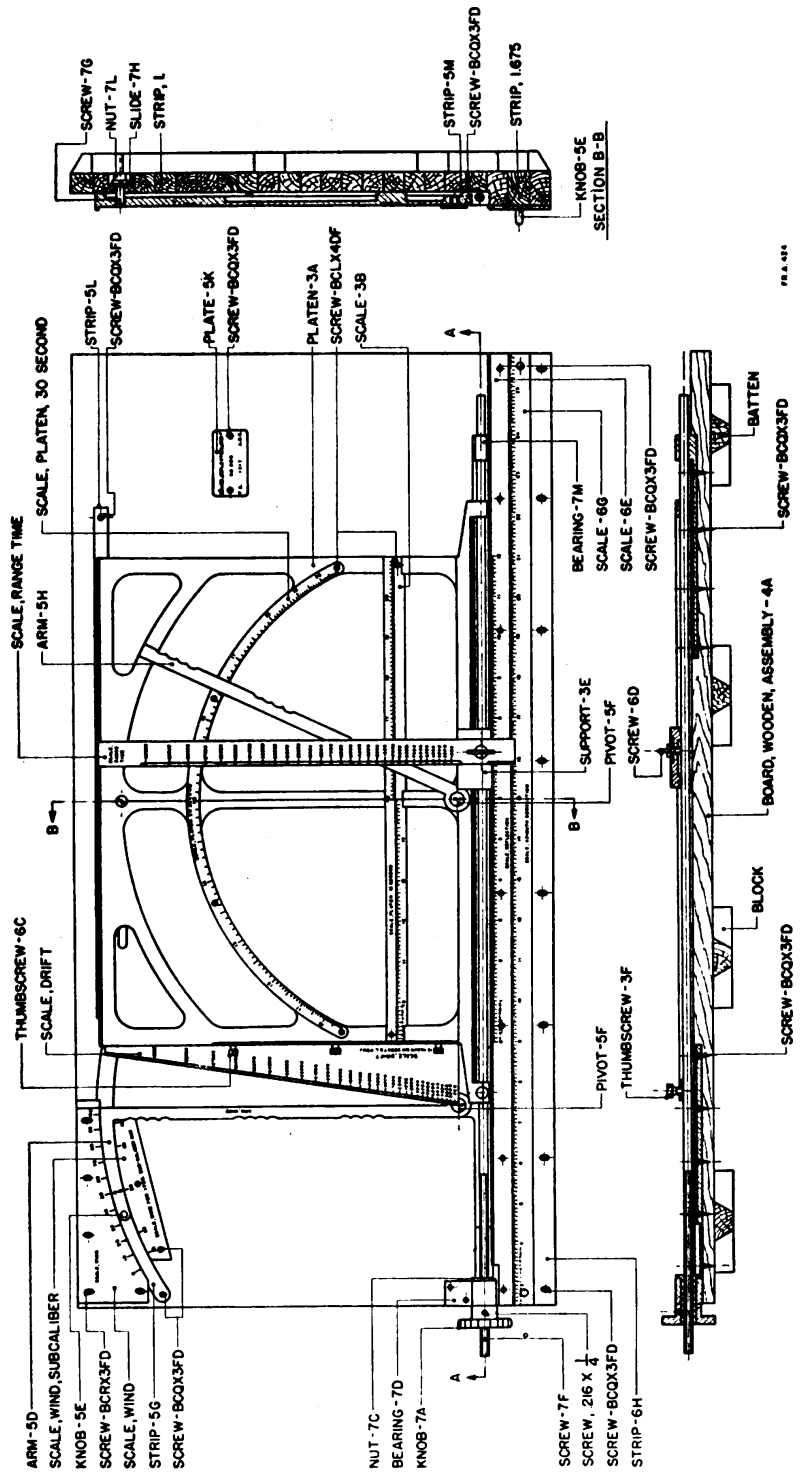 ARM-5D
SCALE, WIND, SUBCALIBER
KNOB-5E
SCREW-BCRX3FD
SCALE, WIND
STRIP-5G
SCREW-BCQX3FD
THUMBSCREW-6C
SCALE, DRIFT
SCALE, RANGE TIME
ARM-5H
SCALE, PLATEN, 30 SECOND
STRIP-5L
SCREW-BCQX3FD
PLATE-5K
SCREW-BCQX3FD
PLATEN-3A
SCREW-BCLX4DF
SCALE-3B
SCREW-7G
NUT-7L
SLIDE-7H
STRIP, L
STRIP-5M
SCREW-BCQX3FD
STRIP, 1.675
KNOB-5E
SECTION B-B
B
B
A
A
NUT-7C
BEARING-7D
KNOB-7A
SCREW-7F
SCREW, .216 X 1/4
SCREW-BCQX3FD
STRIP-6H
PIVOT-5F
THUMBSCREW-3F
SUPPORT-3E
PIVOT-5F
SCREW-6D
BEARING-7M
SCALE-6G
SCALE-6E
SCREW-BCQX3FD
SCREW-BCQX3FD
BLOCK
BOARD, WOODEN, ASSEMBLY-4A
BATTEN
SCREW-BCQX3FD